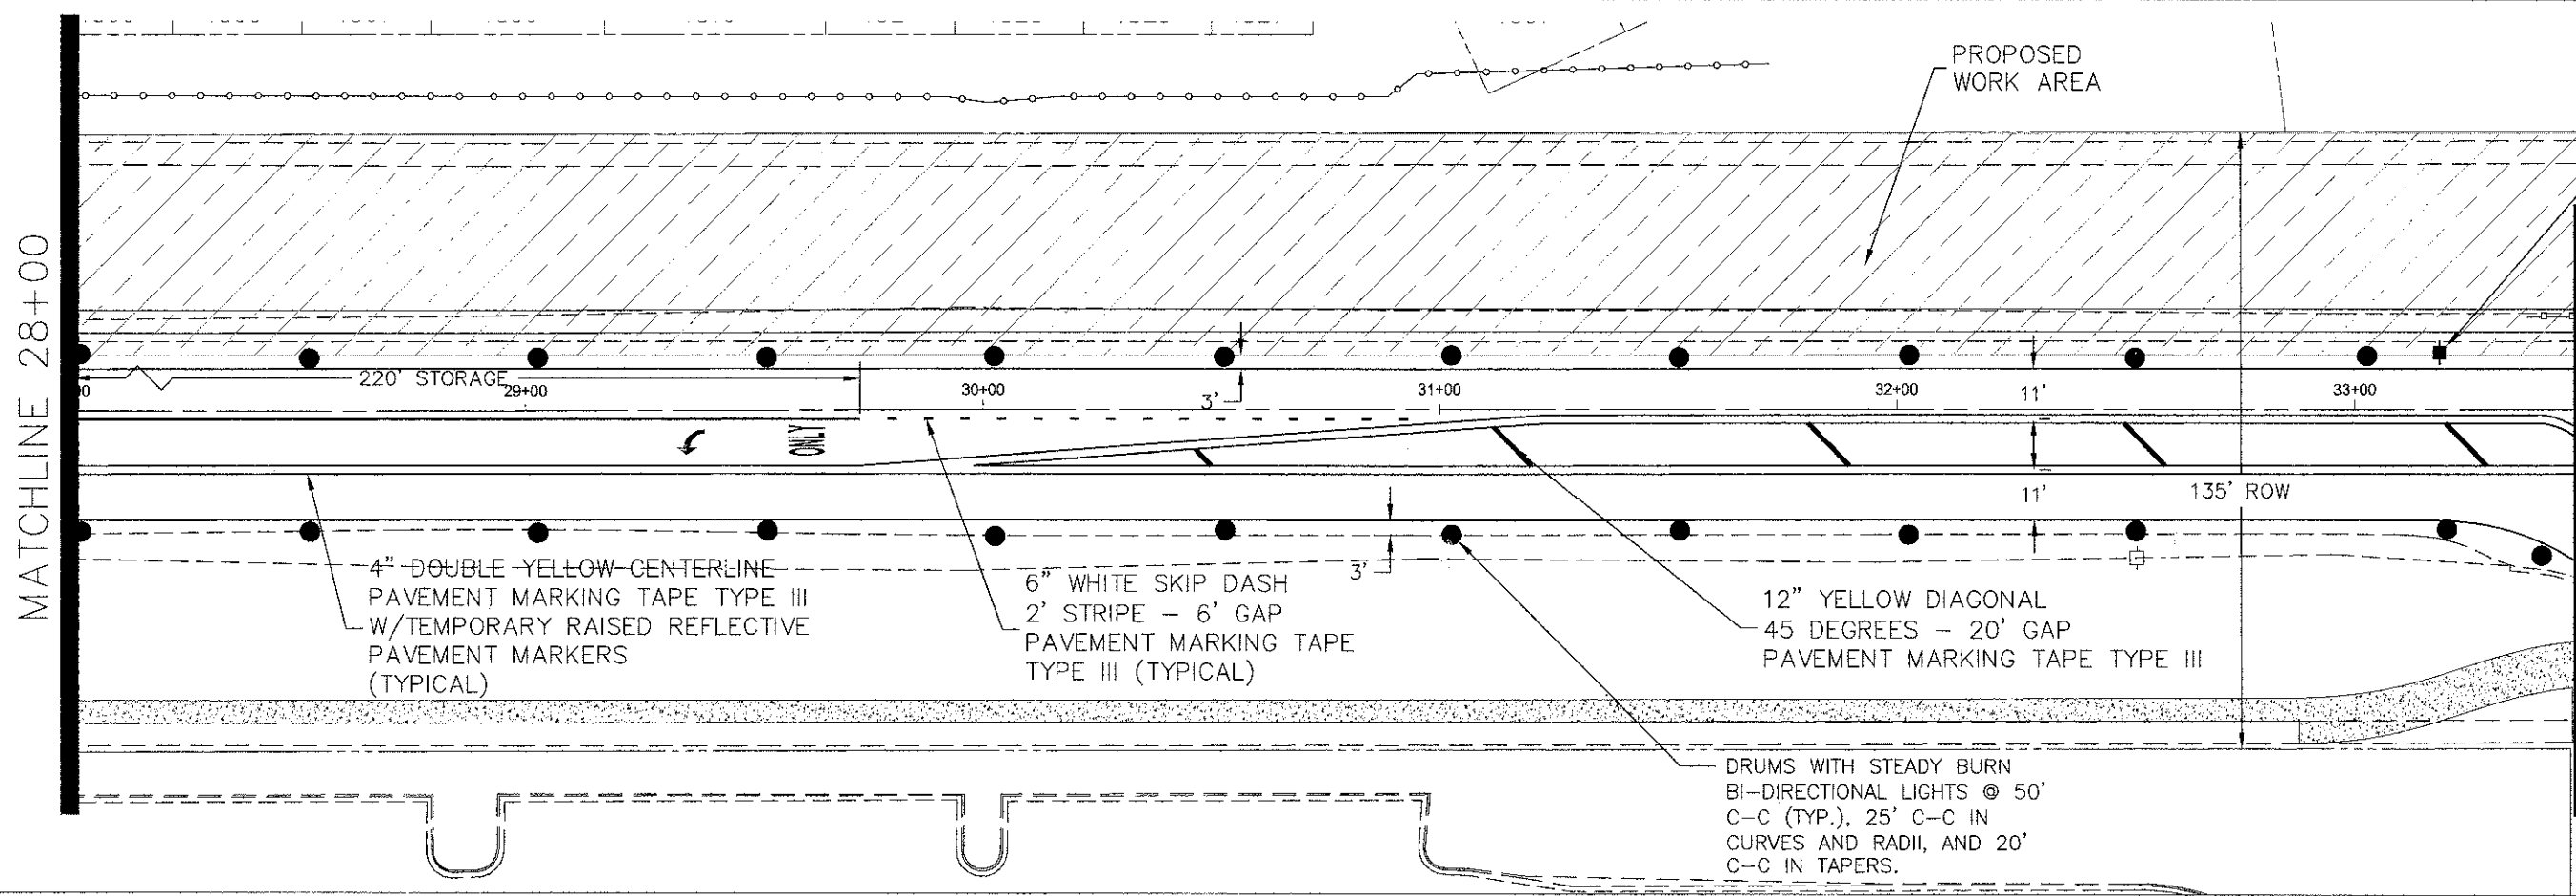 PROPOSED
WORK AREA
MATCHLINE 28+00
220' STORAGE
29+00
30+00
31+00
32+00
33+00
3'
11'
ONLY
11'
135' ROW
3'
4" DOUBLE YELLOW CENTERLINE
PAVEMENT MARKING TAPE TYPE III
W/TEMPORARY RAISED REFLECTIVE
PAVEMENT MARKERS
(TYPICAL)
6" WHITE SKIP DASH
2' STRIPE – 6' GAP
PAVEMENT MARKING TAPE
TYPE III (TYPICAL)
12" YELLOW DIAGONAL
45 DEGREES – 20' GAP
PAVEMENT MARKING TAPE TYPE III
DRUMS WITH STEADY BURN
BI–DIRECTIONAL LIGHTS @ 50'
C–C (TYP.), 25' C–C IN
CURVES AND RADII, AND 20'
C–C IN TAPERS.